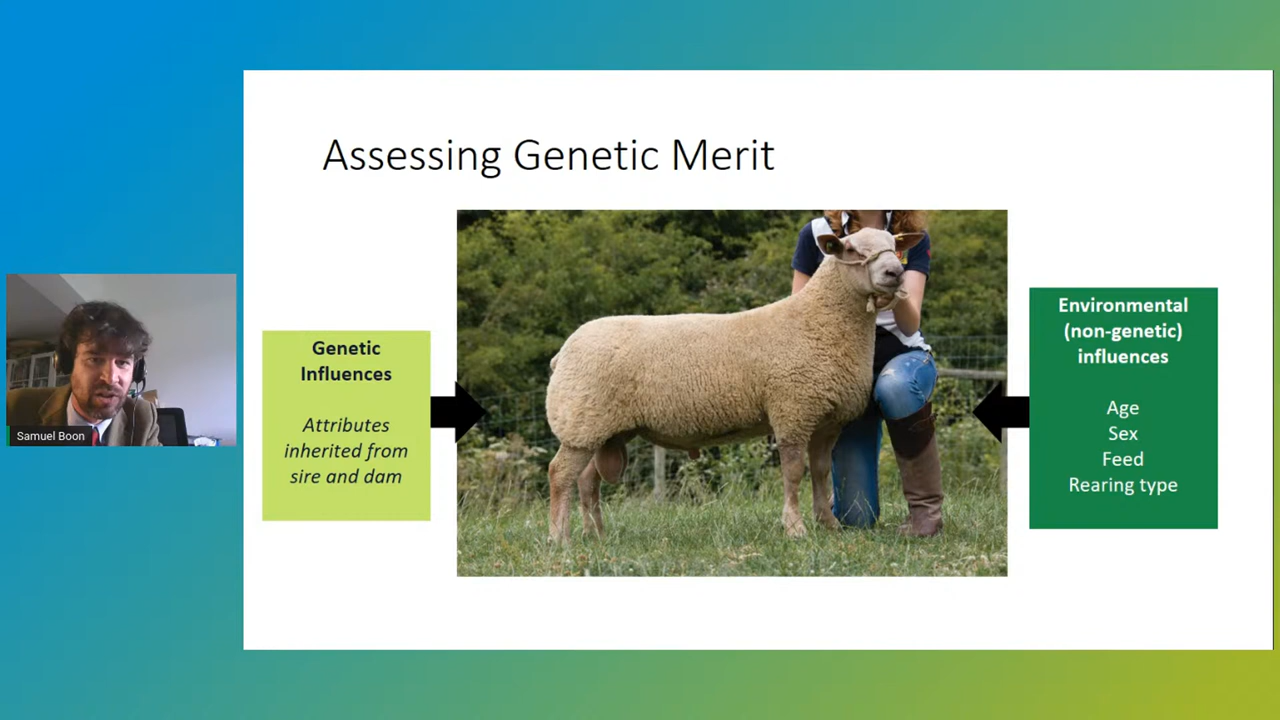 Assessing Genetic Merit
Genetic
Influences
Attributes
inherited from
sire and dam
Environmental
(non-genetic)
influences
Age
Sex
Feed
Rearing type
Samuel Boon